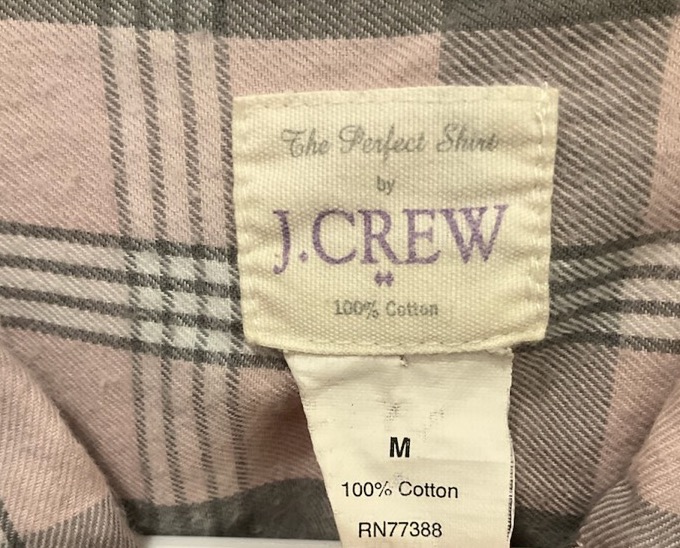 The Perfect Shirt
by
J.CREW
100% Cotton
M
100% Cotton
RN77388